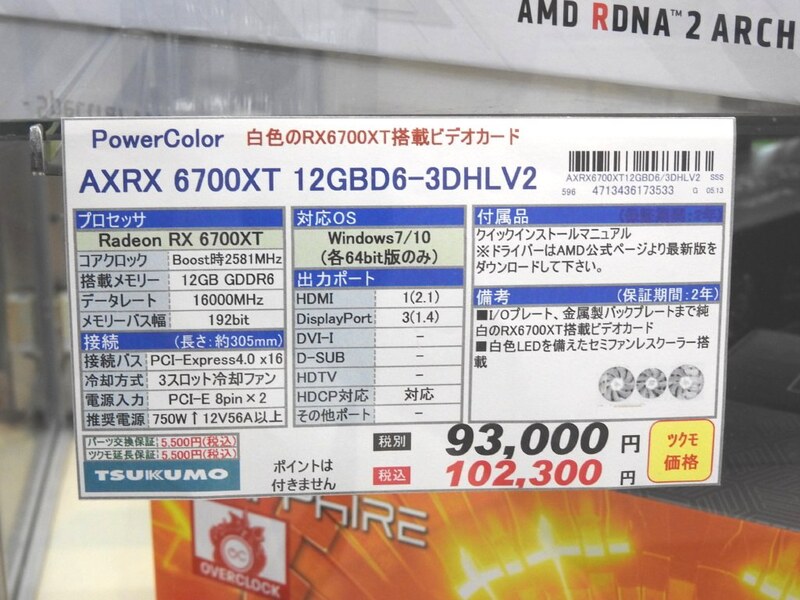 AMD RDNA™ 2 ARCH
PowerColor 白色のRX6700XT搭載ビデオカード
AXRX 6700XT 12GBD6-3DHLV2
AXRX6700XT12GBD6/3DHLV2 SSS
596 4713436173533 Q 05.13
プロセッサ
Radeon RX 6700XT
コアクロック Boost時2581MHz
搭載メモリー 12GB GDDR6
データレート 16000MHz
メモリーバス幅 192bit
接続 (長さ:約305mm)
接続バス PCI-Express4.0 x16
冷却方式 3スロット冷却ファン
電源入力 PCI-E 8pin×2
推奨電源 750W↑12V56A以上
対応OS
Windows7/10
(各64bit版のみ)
出力ポート
HDMI 1(2.1)
DisplayPort 3(1.4)
DVI-I −
D-SUB −
HDTV −
HDCP対応 対応
その他ポート −
付属品
クイックインストールマニュアル
※ドライバーはAMD公式ページより最新版を
ダウンロードして下さい。
備考 (保証期間:2年)
■I/Oプレート、金属製バックプレートまで純
白のRX6700XT搭載ビデオカード
■白色LEDを備えたセミファンレスクーラー搭
載
パーツ交換保証:5,500円(税込)
ツクモ延長保証:5,500円(税込)
TSUKUMO
ポイントは
付きません
税別 93,000 円
税込 102,300 円
ツクモ
価格
SAPPHIRE
OVERCLOCK